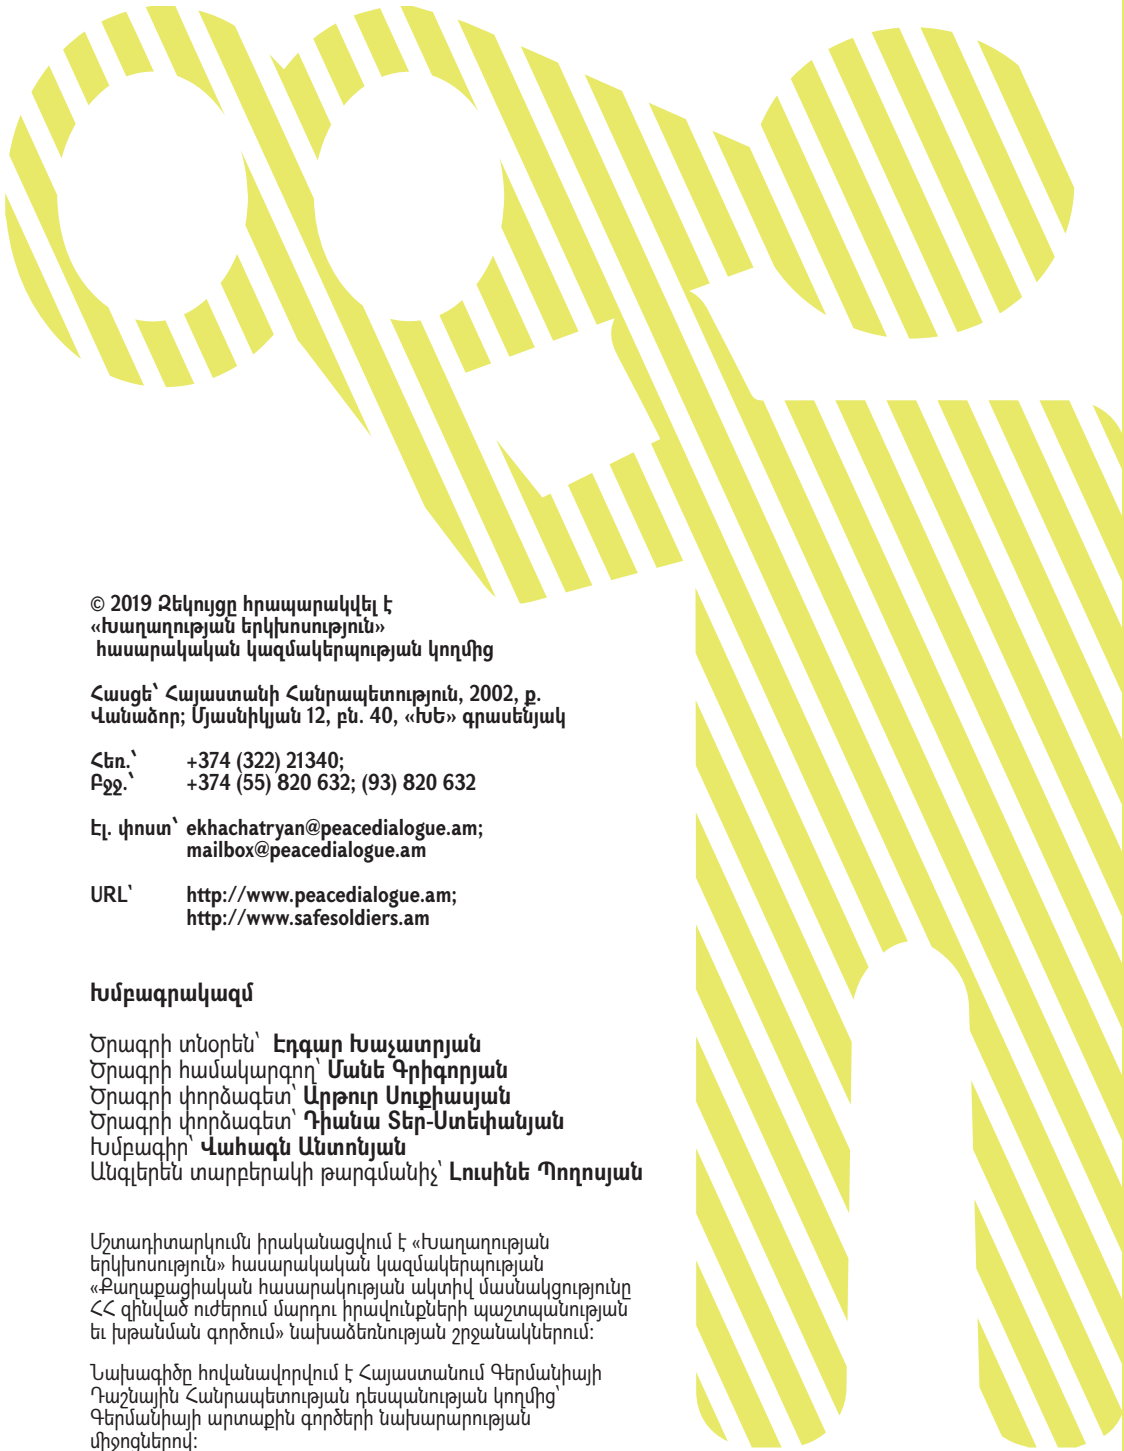 © 2019 Զեկույցը հրապարակվել է
«Խաղաղության երկխոսություն»
հասարակական կազմակերպության կողմից
Հասցե՝ Հայաստանի Հանրապետություն, 2002, ք.
Վանաձոր; Մյասնիկյան 12, բն. 40, «ԽԵ» գրասենյակ
Հեռ.՝ +374 (322) 21340;
Բջջ.՝ +374 (55) 820 632; (93) 820 632
Էլ. փոստ՝ ekhachatryan@peacedialogue.am;
mailbox@peacedialogue.am
URL՝ http://www.peacedialogue.am;
http://www.safesoldiers.am
Խմբագրակազմ
Ծրագրի տնօրեն՝ Էդգար Խաչատրյան
Ծրագրի համակարգող՝ Մանե Գրիգորյան
Ծրագրի փորձագետ՝ Արթուր Սուքիասյան
Ծրագրի փորձագետ՝ Դիանա Տեր-Ստեփանյան
Խմբագիր՝ Վահագն Անտոնյան
Անգլերեն տարբերակի թարգմանիչ՝ Լուսինե Պողոսյան
Մշտադիտարկումն իրականացվում է «Խաղաղության
երկխոսություն» հասարակական կազմակերպության
«Քաղաքացիական հասարակության ակտիվ մասնակցությունը
ՀՀ զինված ուժերում մարդու իրավունքների պաշտպանության
եւ խթանման գործում» նախաձեռնության շրջանակներում:
Նախագիծը հովանավորվում է Հայաստանում Գերմանիայի
Դաշնային Հանրապետության դեսպանության կողմից՝
Գերմանիայի արտաքին գործերի նախարարության
միջոցներով: